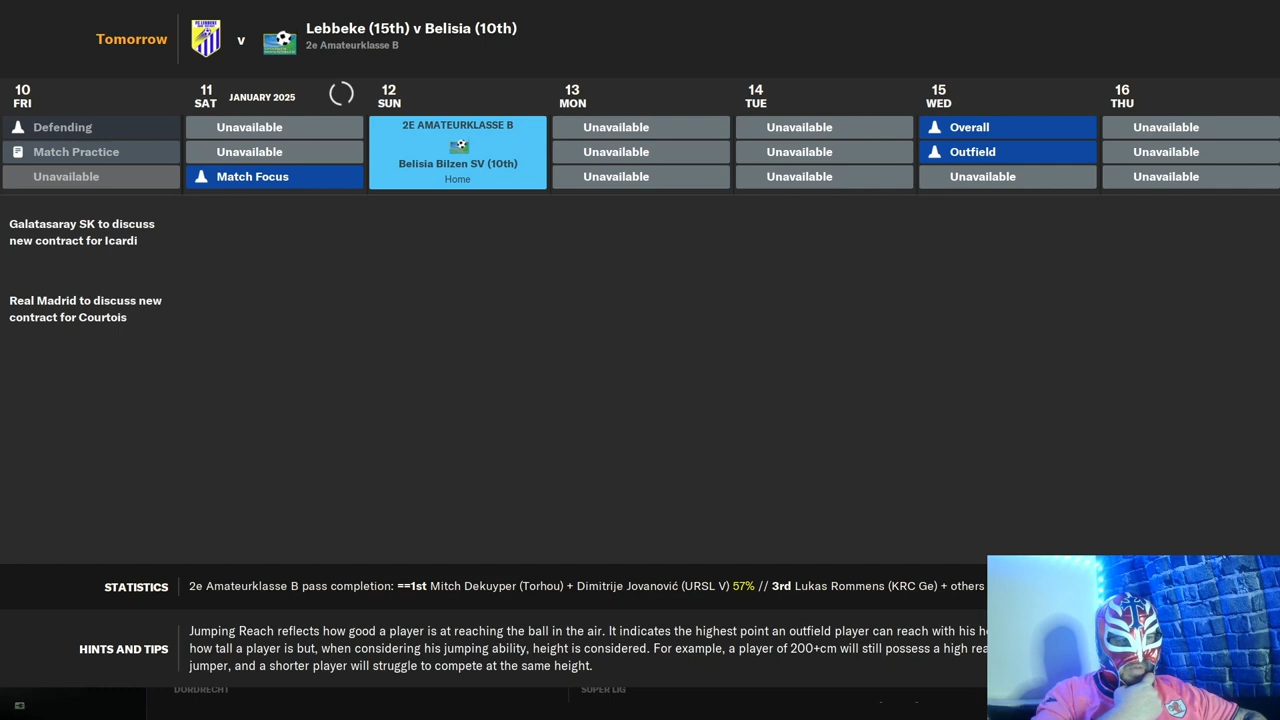 Tomorrow
v
Lebbeke (15th) v Belisia (10th)
2e Amateurklasse B
10
FRI
11
SAT
JANUARY 2025
12
SUN
13
MON
14
TUE
15
WED
16
THU
Defending
Unavailable
2E AMATEURKLASSE B
Unavailable
Unavailable
Overall
Unavailable
Match Practice
Unavailable
Belisia Bilzen SV (10th)
Unavailable
Unavailable
Outfield
Unavailable
Unavailable
Match Focus
Home
Unavailable
Unavailable
Unavailable
Unavailable
Galatasaray SK to discuss
new contract for Icardi
Real Madrid to discuss new
contract for Courtois
STATISTICS
2e Amateurklasse B pass completion: ==1st Mitch Dekuyper (Torhou) + Dimitrije Jovanović (URSL V) 57% // 3rd Lukas Rommens (KRC Ge) + others
HINTS AND TIPS
Jumping Reach reflects how good a player is at reaching the ball in the air. It indicates the highest point an outfield player can reach with his
how tall a player is but, when considering his jumping ability, height is considered. For example, a player of 200+cm will still possess a high
jumper, and a shorter player will struggle to compete at the same height.
DORDRECHT
SUPER LIG